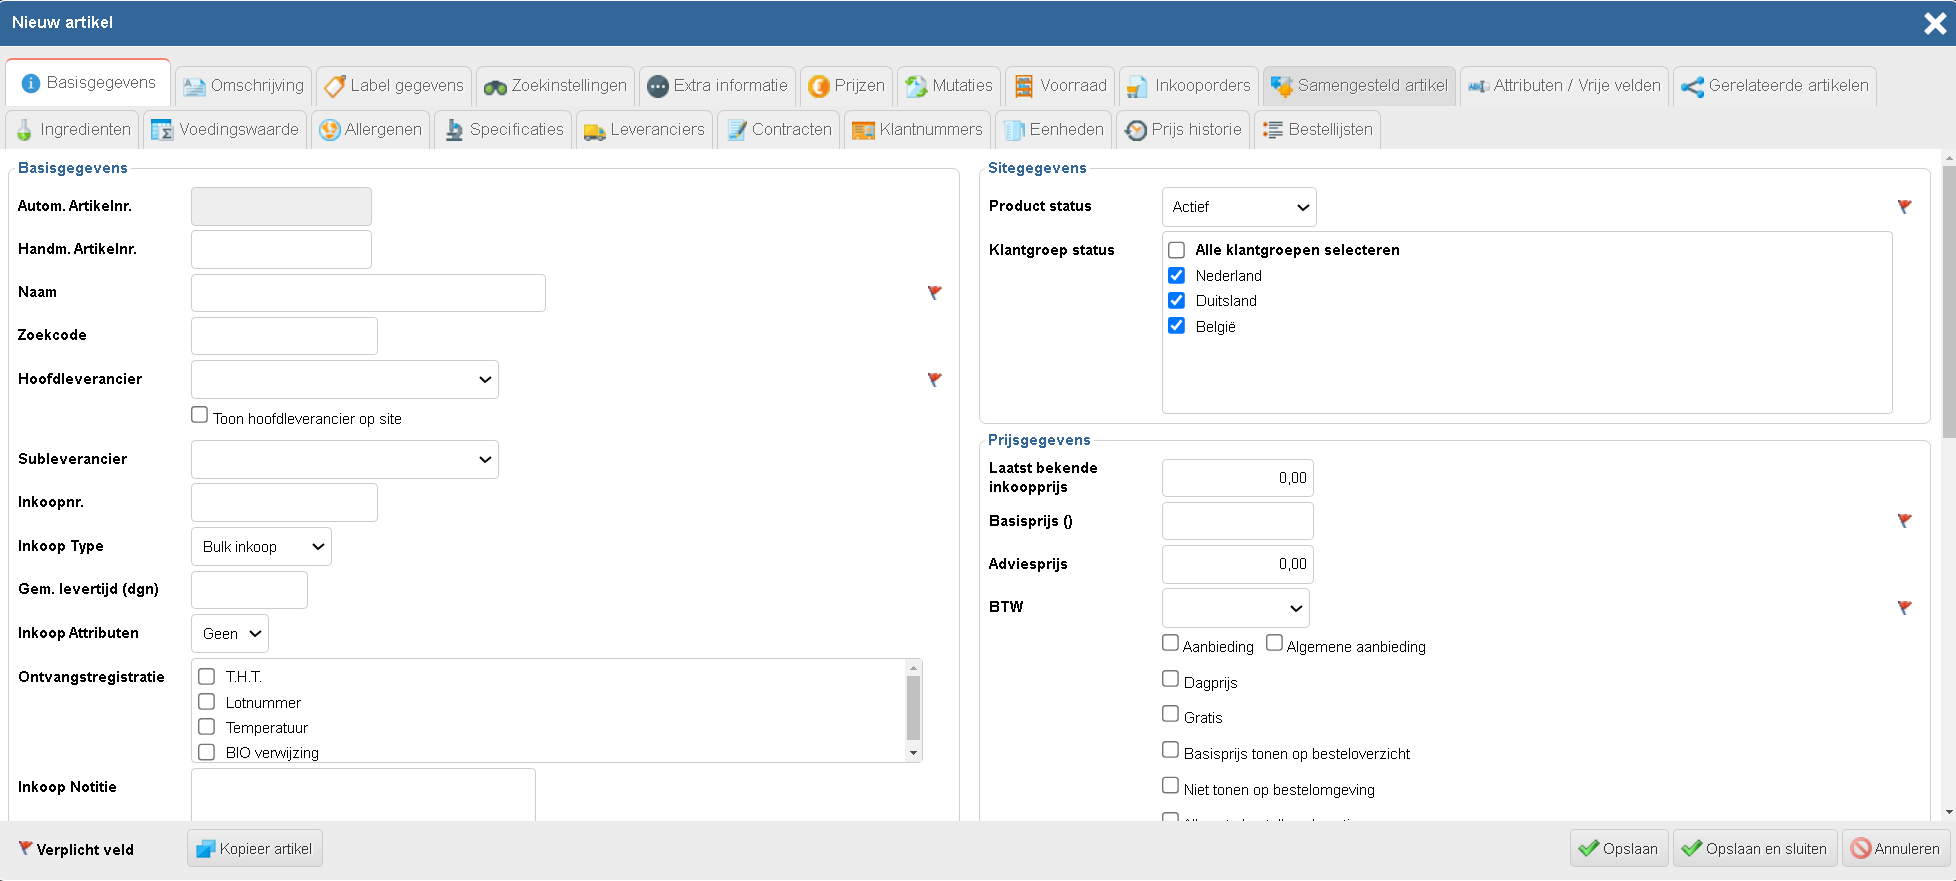 Nieuw artikel
Basisgegevens Omschrijving Label gegevens Zoekinstellingen Extra informatie Prijzen Mutaties Voorraad Inkooporders Samengesteld artikel Attributen / Vrije velden Gerelateerde artikelen
Ingredienten Voedingswaarde Allergenen Specificaties Leveranciers Contracten Klantnummers Eenheden Prijs historie Bestellijsten
Basisgegevens
Autom. Artikelnr.
Handm. Artikelnr.
Naam
Zoekcode
Hoofdleverancier
Toon hoofdleverancier op site
Subleverancier
Inkoopnr.
Inkoop Type Bulk inkoop
Gem. levertijd (dgn)
Inkoop Attributen Geen
Ontvangstregistratie T.H.T.
Lotnummer
Temperatuur
BIO verwijzing
Inkoop Notitie
Sitegegevens
Product status Actief
Klantgroep status Alle klantgroepen selecteren
Nederland
Duitsland
België
Prijsgegevens
Laatst bekende
inkoopprijs 0,00
Basisprijs ()
Adviesprijs 0,00
BTW
Aanbieding Algemene aanbieding
Dagprijs
Gratis
Basisprijs tonen op besteloverzicht
Niet tonen op bestelomgeving
Verplicht veld Kopieer artikel Opslaan Opslaan en sluiten Annuleren